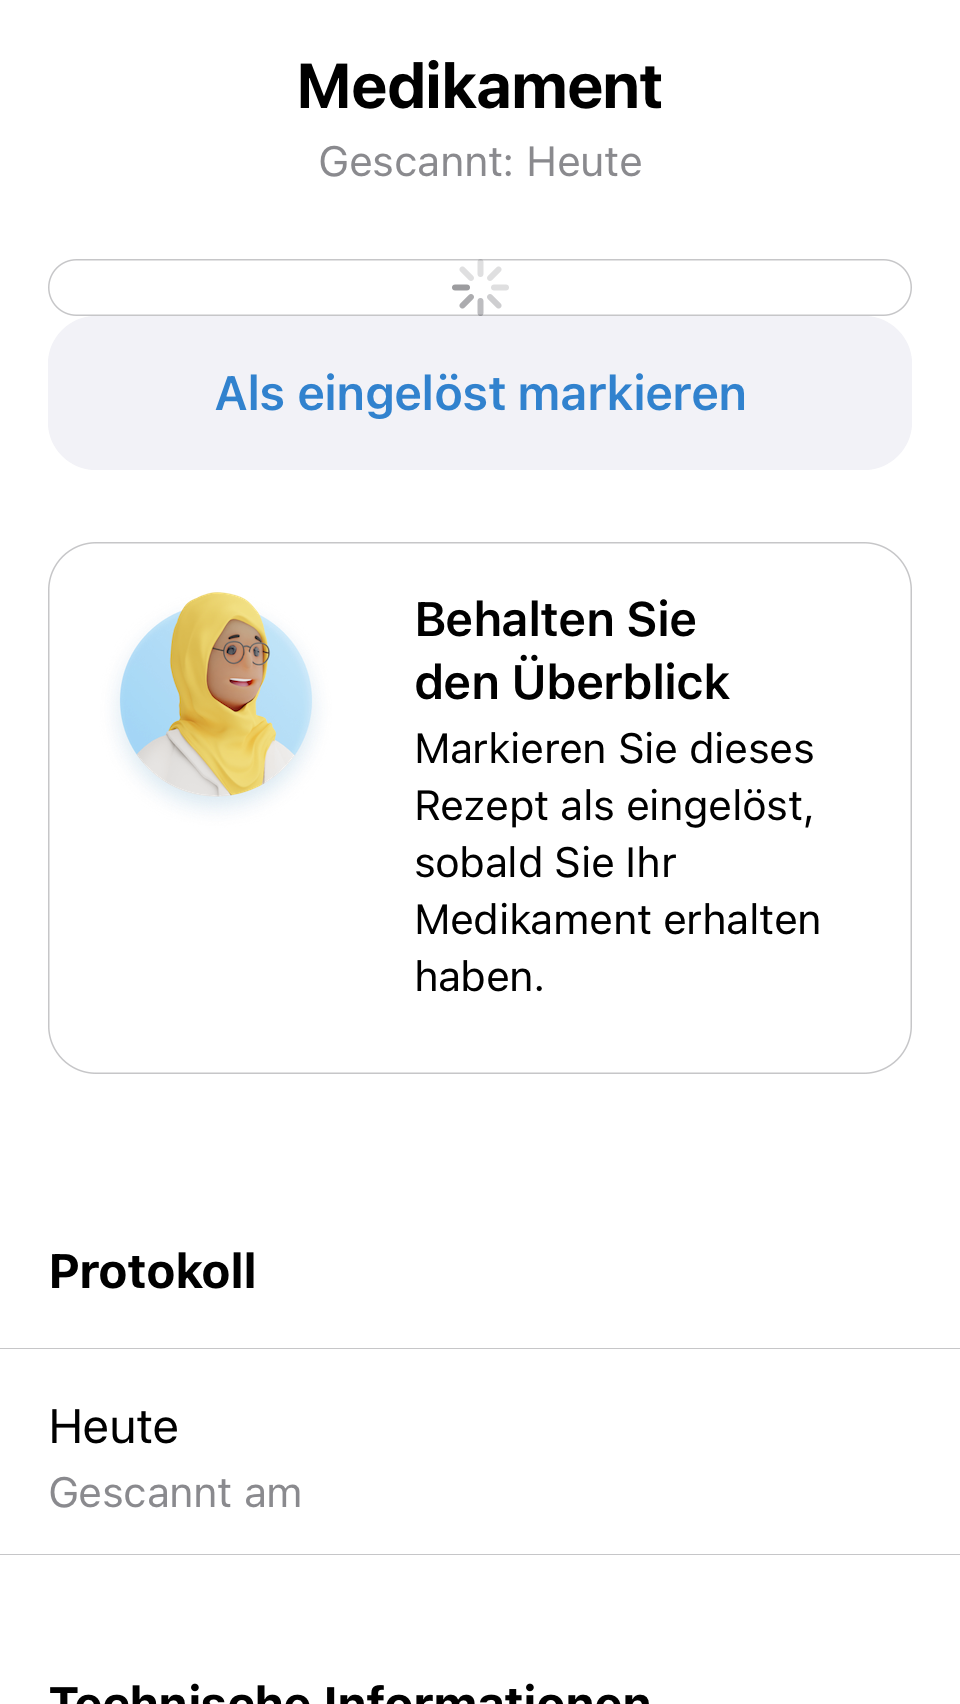 Medikament
Gescannt: Heute
Als eingelöst markieren
Behalten Sie
den Überblick
Markieren Sie dieses
Rezept als eingelöst,
sobald Sie Ihr
Medikament erhalten
haben.
Protokoll
Heute
Gescannt am
Technische Informationen